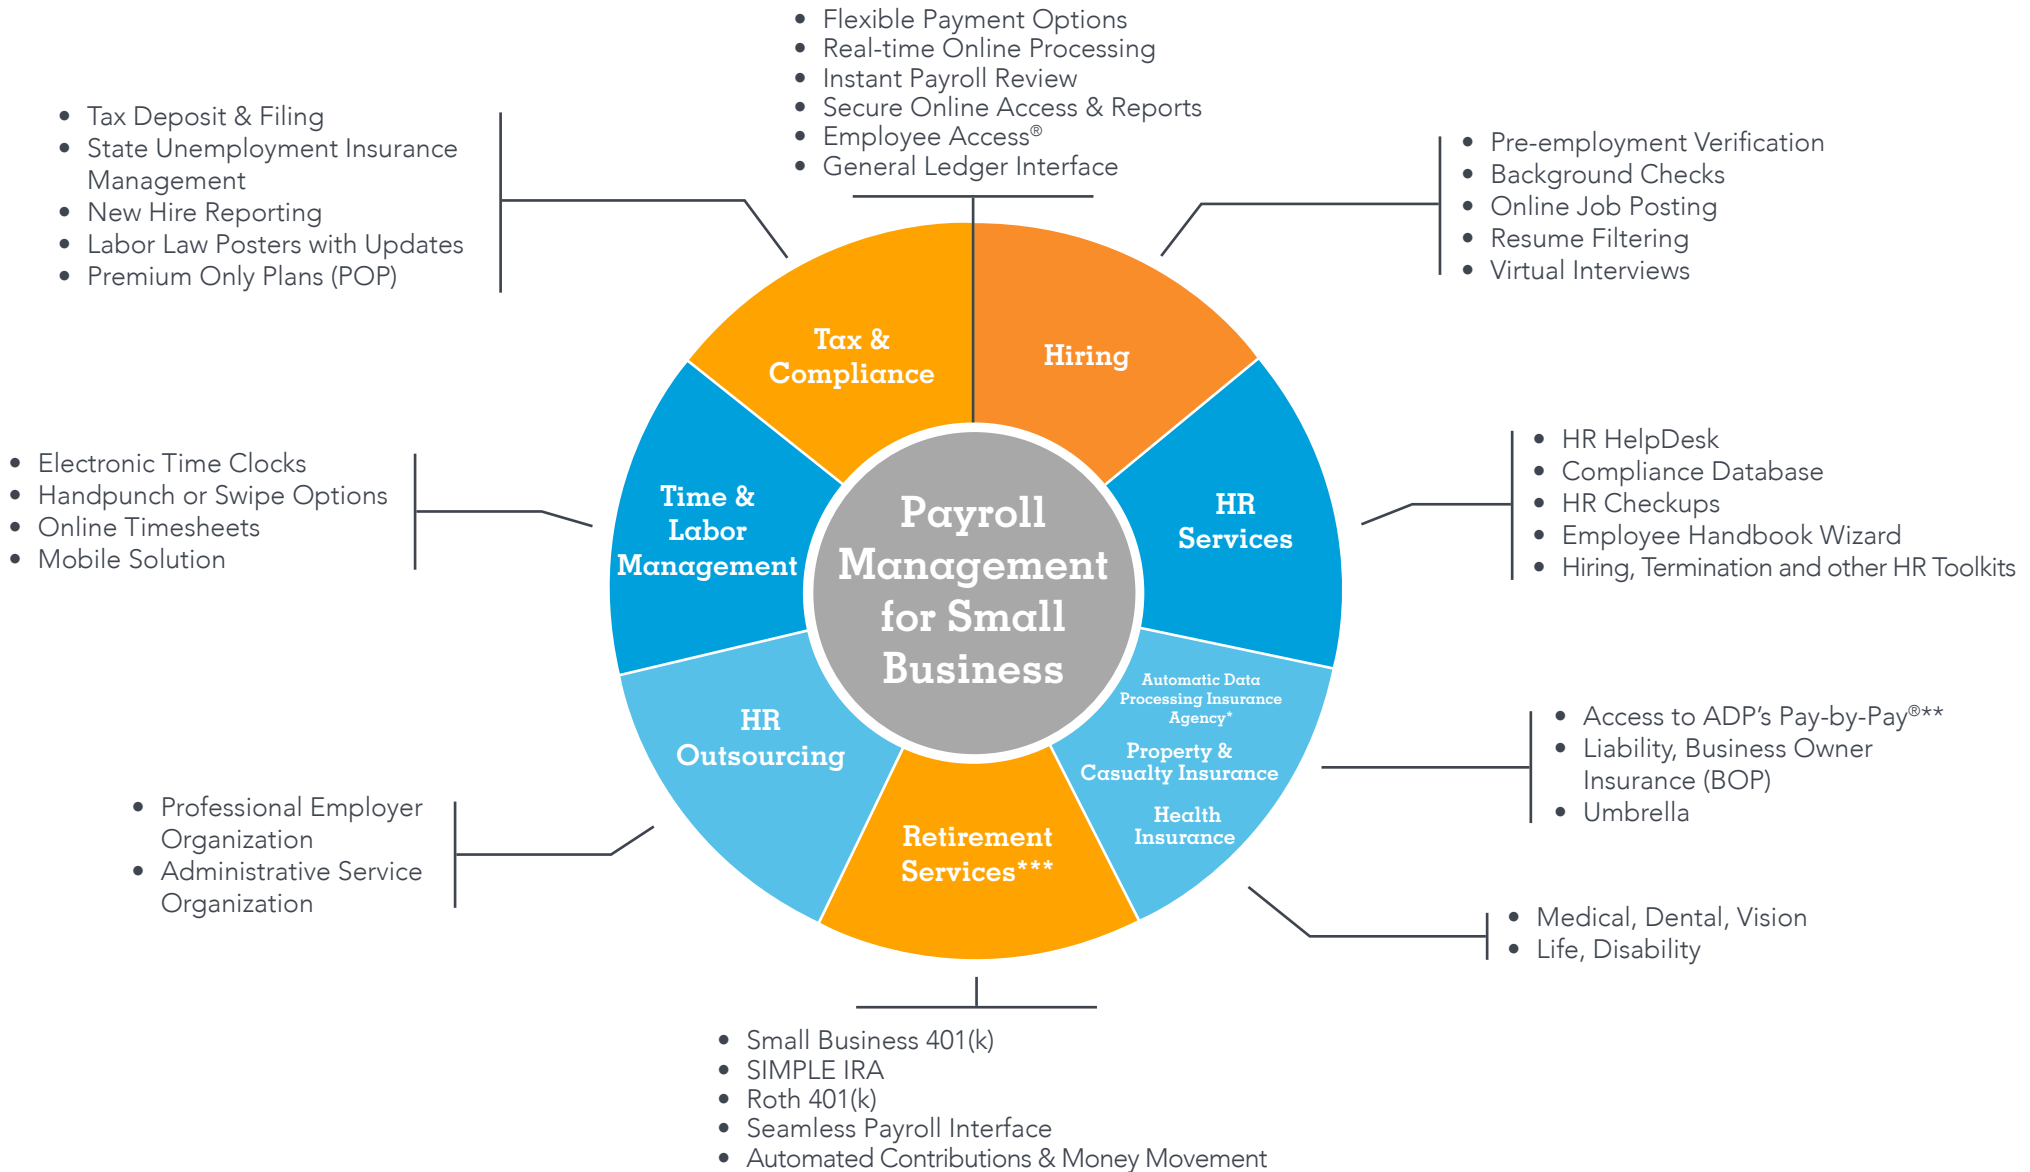 • Flexible Payment Options
• Real-time Online Processing
• Instant Payroll Review
• Secure Online Access & Reports
• Employee Access®
• General Ledger Interface
• Tax Deposit & Filing
• State Unemployment Insurance
Management
• New Hire Reporting
• Labor Law Posters with Updates
• Premium Only Plans (POP)
• Pre-employment Verification
• Background Checks
• Online Job Posting
• Resume Filtering
• Virtual Interviews
Tax &
Compliance
Hiring
• Electronic Time Clocks
• Handpunch or Swipe Options
• Online Timesheets
• Mobile Solution
Time &
Labor
Management
Payroll
Management
for Small
Business
HR
Services
• HR HelpDesk
• Compliance Database
• HR Checkups
• Employee Handbook Wizard
• Hiring, Termination and other HR Toolkits
HR
Outsourcing
Automatic Data
Processing Insurance
Agency*
Property &
Casualty Insurance
Health
Insurance
• Access to ADP's Pay-by-Pay®**
• Liability, Business Owner
Insurance (BOP)
• Umbrella
• Professional Employer
Organization
• Administrative Service
Organization
Retirement
Services***
• Medical, Dental, Vision
• Life, Disability
• Small Business 401(k)
• SIMPLE IRA
• Roth 401(k)
• Seamless Payroll Interface
• Automated Contributions & Money Movement